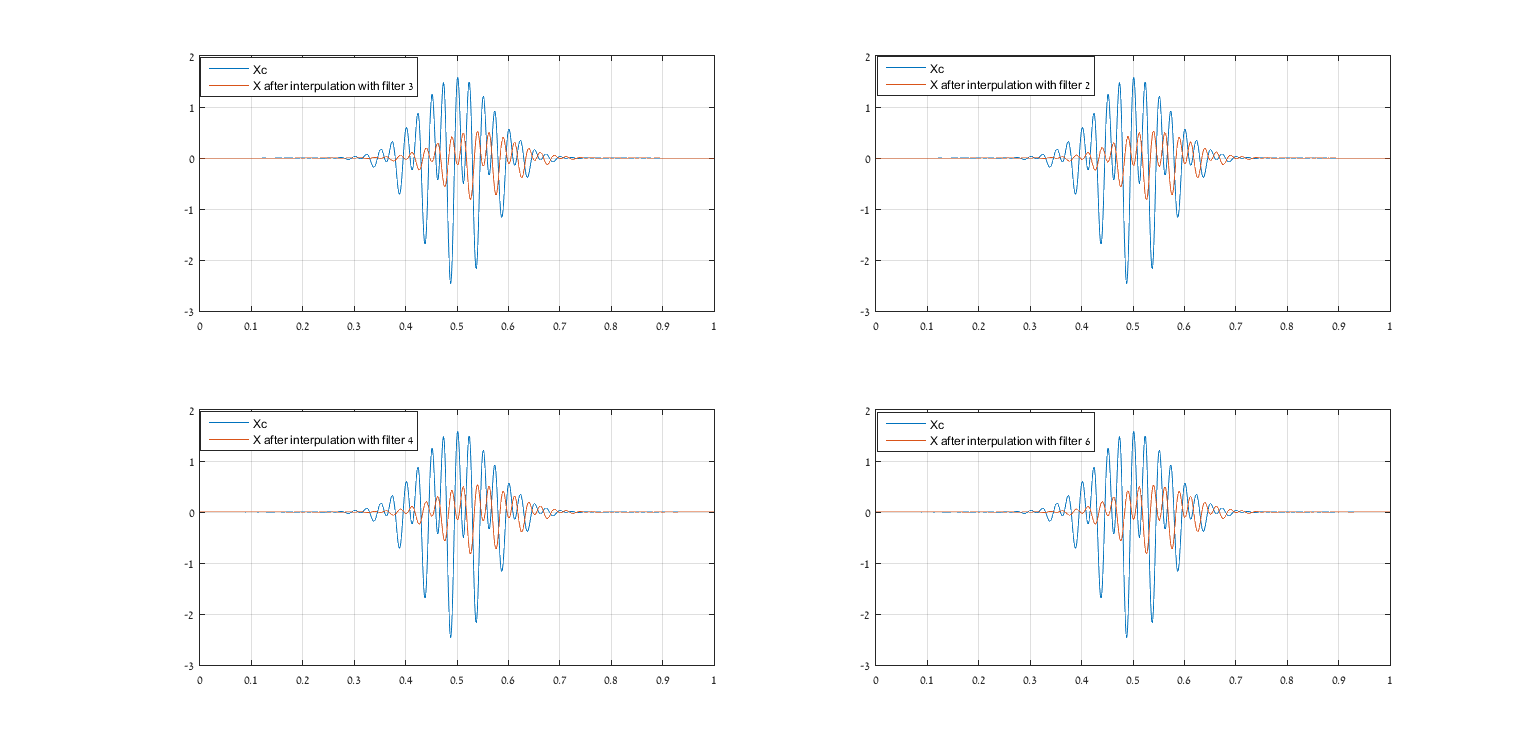 2
Xc
X after interpulation with filter 3
1
0
-1
-2
-3
0 0.1 0.2 0.3 0.4 0.5 0.6 0.7 0.8 0.9 1
2
Xc
X after interpulation with filter 2
1
0
-1
-2
-3
0 0.1 0.2 0.3 0.4 0.5 0.6 0.7 0.8 0.9 1
2
Xc
X after interpulation with filter 4
1
0
-1
-2
-3
0 0.1 0.2 0.3 0.4 0.5 0.6 0.7 0.8 0.9 1
2
Xc
X after interpulation with filter 6
1
0
-1
-2
-3
0 0.1 0.2 0.3 0.4 0.5 0.6 0.7 0.8 0.9 1